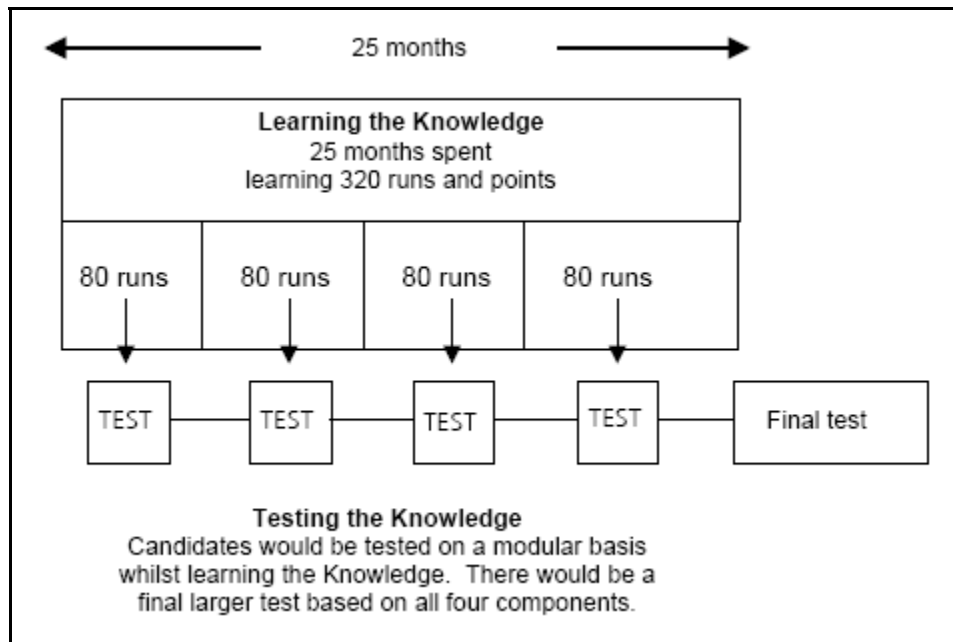 25 months
Learning the Knowledge
25 months spent
learning 320 runs and points
80 runs
80 runs
80 runs
80 runs
TEST
TEST
TEST
TEST
Final test
Testing the Knowledge
Candidates would be tested on a modular basis
whilst learning the Knowledge.  There would be a
final larger test based on all four components.